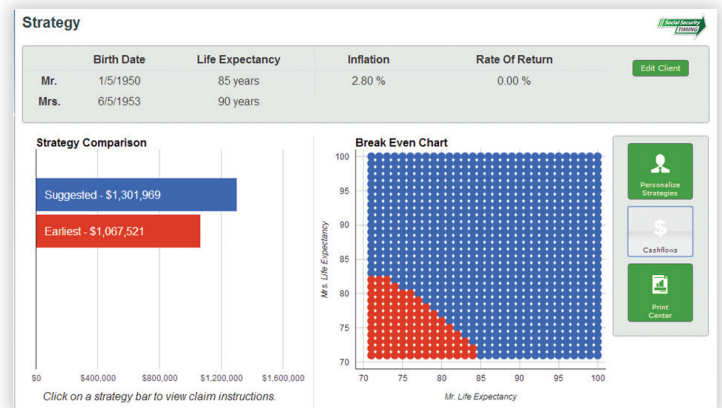 Strategy
Social Security
TIMING
Birth Date Life Expectancy Inflation Rate Of Return
Mr. 1/5/1950 85 years 2.80 % 0.00 %
Edit Client
Mrs. 6/5/1953 90 years
Strategy Comparison
Suggested - $1,301,969
Earliest - $1,067,521
$0 $400,000 $800,000 $1,200,000 $1,600,000
Click on a strategy bar to view claim instructions.
Break Even Chart
Mrs. Life Expectancy
100
95
90
85
80
75
70
70 75 80 85 90 95 100
Mr. Life Expectancy
Personalize
Strategies
$
Cashflows
Print
Center